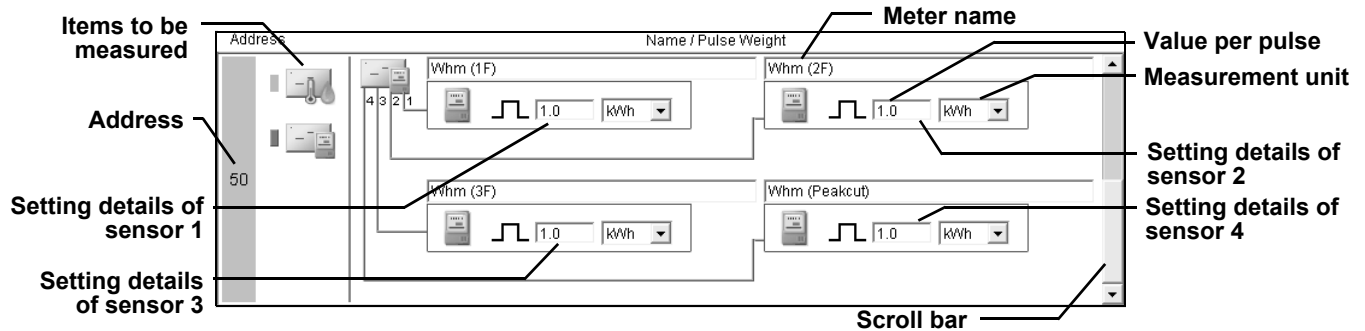 Items to be
measured
Meter name
Address
Name / Pulse Weight
Value per pulse
Whm (1F)
Whm (2F)
Measurement unit
4 3 2 1
1.0
kWh
1.0
kWh
Address
Setting details of
sensor 2
50
Whm (3F)
Whm (Peakcut)
Setting details of
sensor 1
Setting details of
sensor 4
1.0
kWh
1.0
kWh
Setting details
of sensor 3
Scroll bar